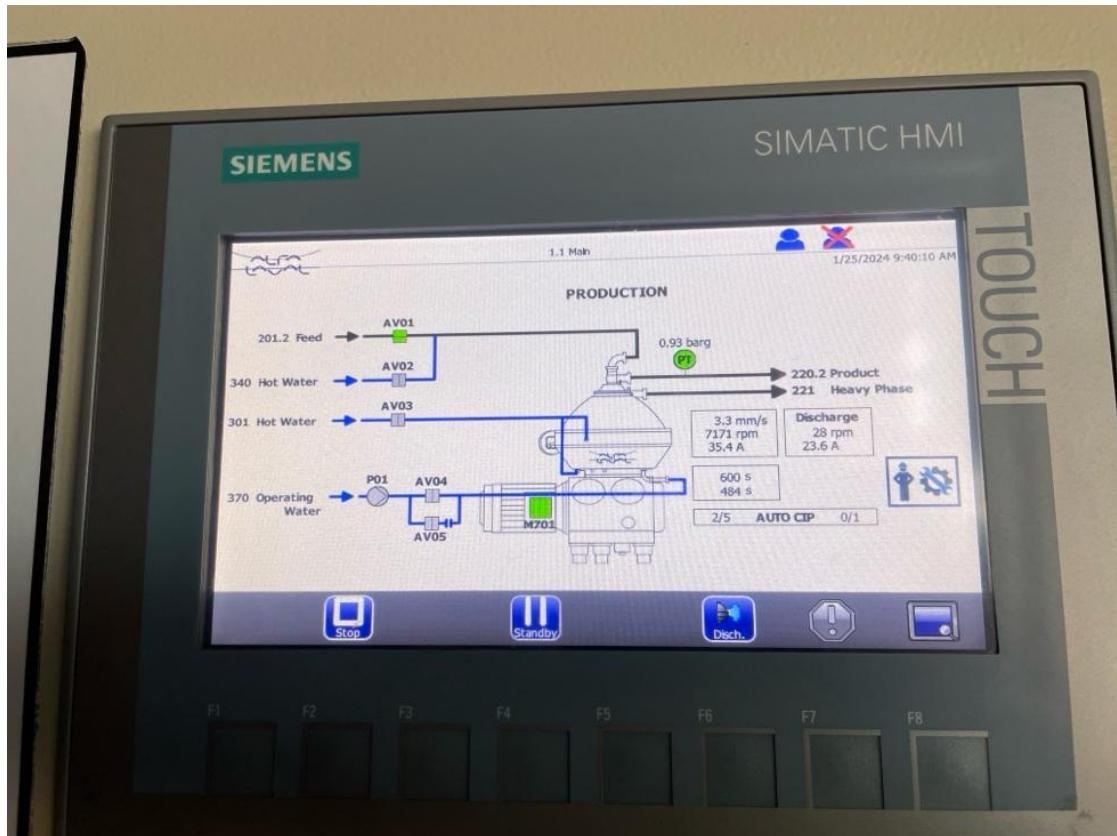 SIEMENS
SIMATIC HMI
TOUCH
ALFA
LAVAL
1.1 Main
1/25/2024 9:40:10 AM
PRODUCTION
AV01
201.2 Feed
0.93 barg
PT
AV02
340 Hot Water
220.2 Product
221 Heavy Phase
AV03
301 Hot Water
3.3 mm/s
7171 rpm
35.4 A
Discharge
28 rpm
23.6 A
P01
AV04
370 Operating
Water
AV05
M701
600 s
484 s
2/5 AUTO CIP 0/1
Stop
Standby
Disch.
F1 F2 F3 F4 F5 F6 F7 F8